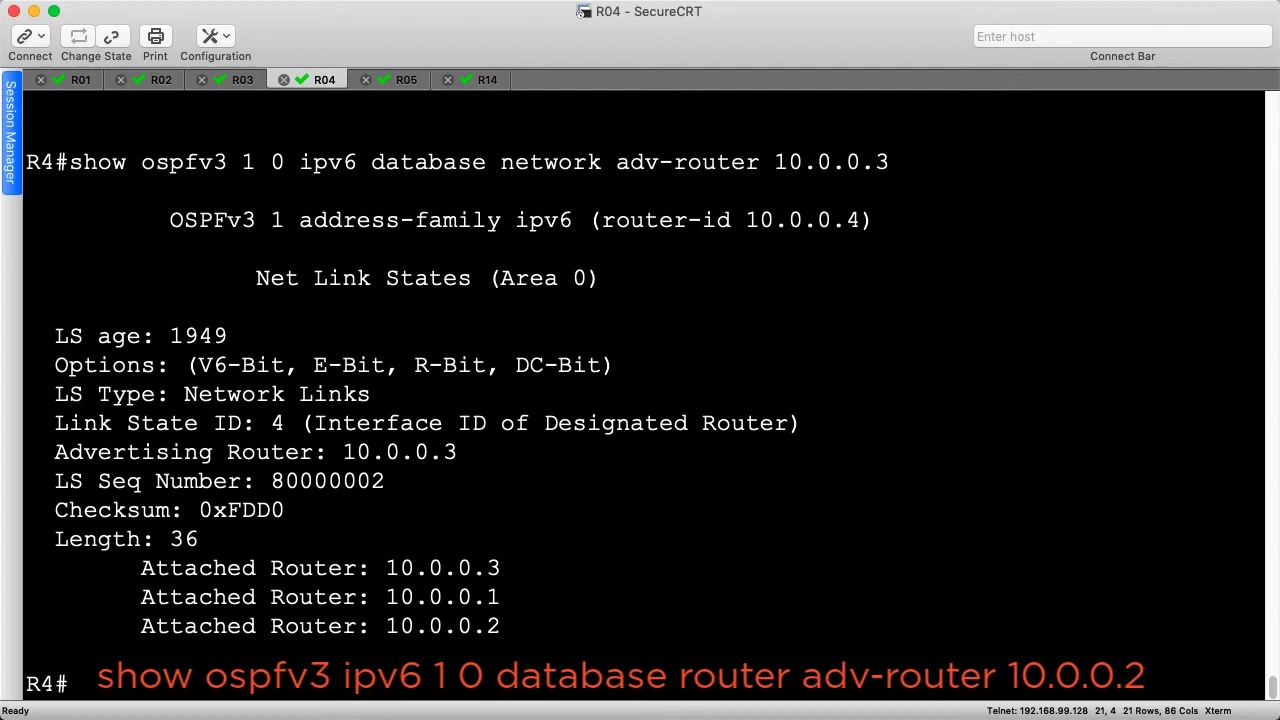 R04 - SecureCRT
Enter host
Connect Change State Print Configuration Connect Bar
R01 R02 R03 R04 R05 R14
Session Manager
R4#show ospfv3 1 0 ipv6 database network adv-router 10.0.0.3
OSPFv3 1 address-family ipv6 (router-id 10.0.0.4)
Net Link States (Area 0)
LS age: 1949
Options: (V6-Bit, E-Bit, R-Bit, DC-Bit)
LS Type: Network Links
Link State ID: 4 (Interface ID of Designated Router)
Advertising Router: 10.0.0.3
LS Seq Number: 80000002
Checksum: 0xFDD0
Length: 36
Attached Router: 10.0.0.3
Attached Router: 10.0.0.1
Attached Router: 10.0.0.2
R4#
show ospfv3 ipv6 1 0 database router adv-router 10.0.0.2
Ready Telnet: 192.168.99.128 21, 4 21 Rows, 86 Cols Xterm